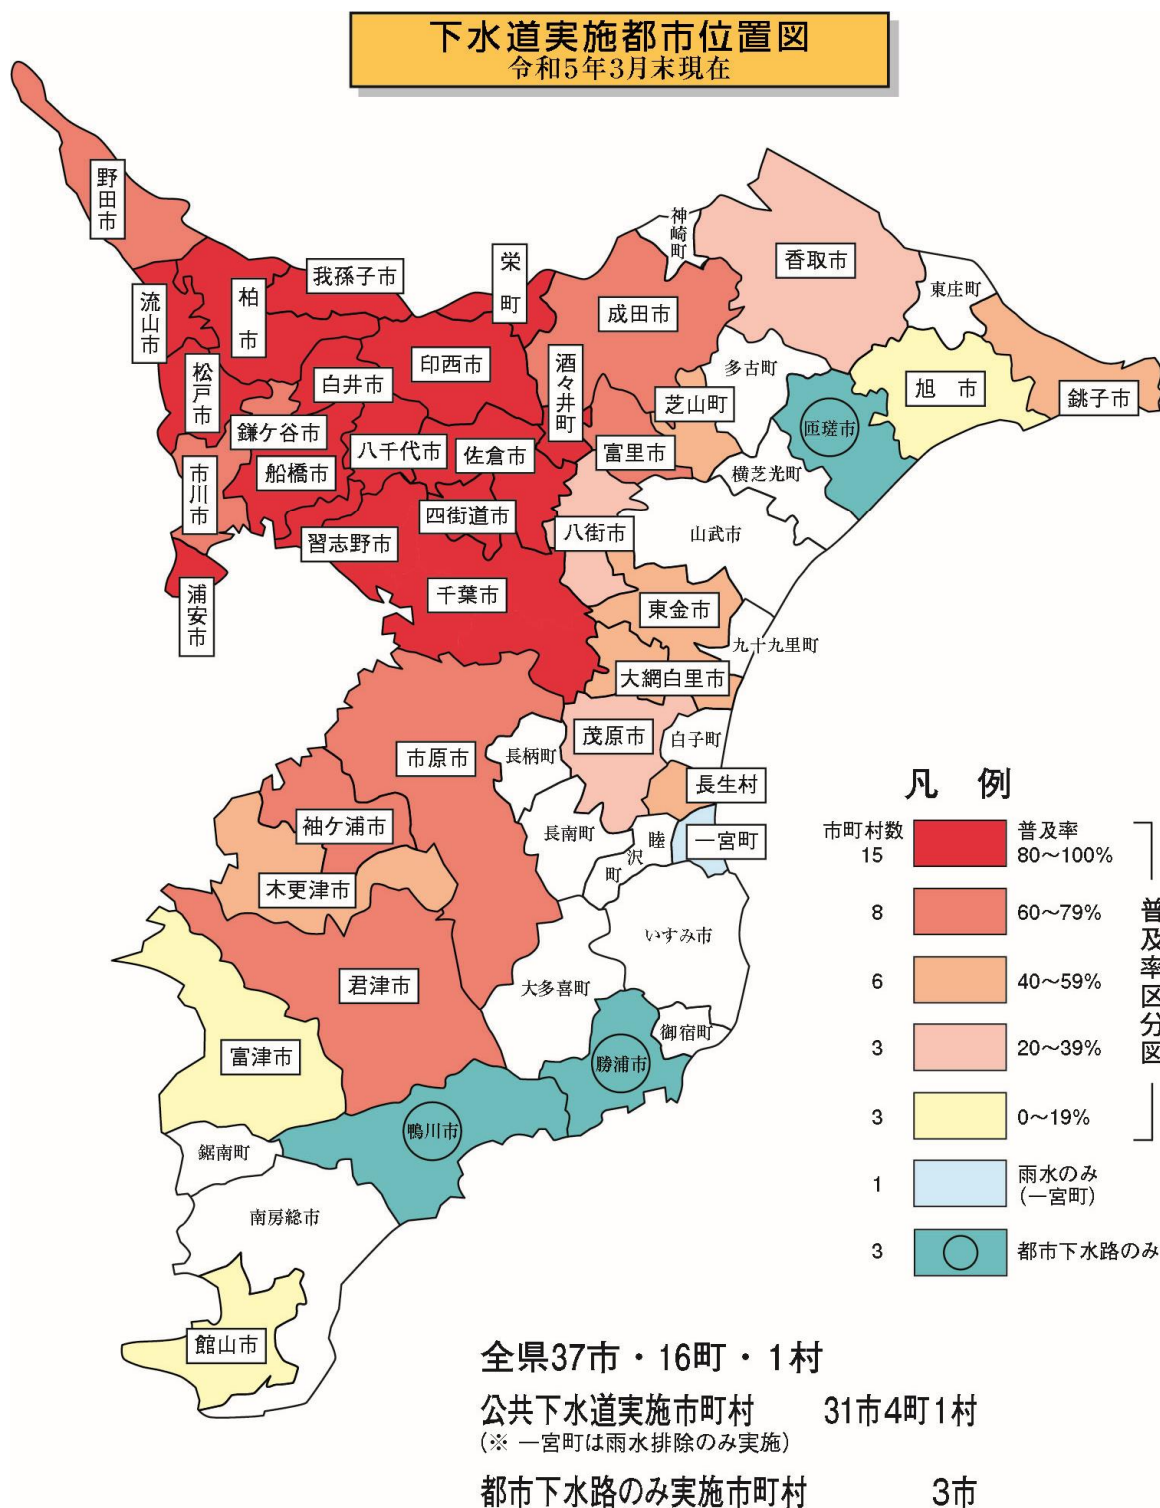 下水道実施都市位置図
令和5年3月末現在
野田市
流山市
柏市
我孫子市
栄町
神崎町
香取市
東庄町
成田市
松戸市
白井市
印西市
酒々井町
芝山町
多古町
旭市
銚子市
匝瑳市
鎌ケ谷市
八千代市
佐倉市
富里市
船橋市
市川市
横芝光町
四街道市
習志野市
八街市
山武市
浦安市
千葉市
東金市
九十九里町
大網白里市
市原市
長柄町
茂原市
白子町
長生村
袖ケ浦市
長南町
睦沢町
一宮町
木更津市
いすみ市
君津市
大多喜町
御宿町
富津市
勝浦市
鴨川市
鋸南町
南房総市
館山市
凡例
市町村数 普及率
15 80〜100%
8 60〜79%
6 40〜59%
3 20〜39%
3 0〜19%
普及率区分図
1 雨水のみ
(一宮町)
3 都市下水路のみ
全県37市・16町・1村
公共下水道実施市町村 31市4町1村
(※ 一宮町は雨水排除のみ実施)
都市下水路のみ実施市町村 3市